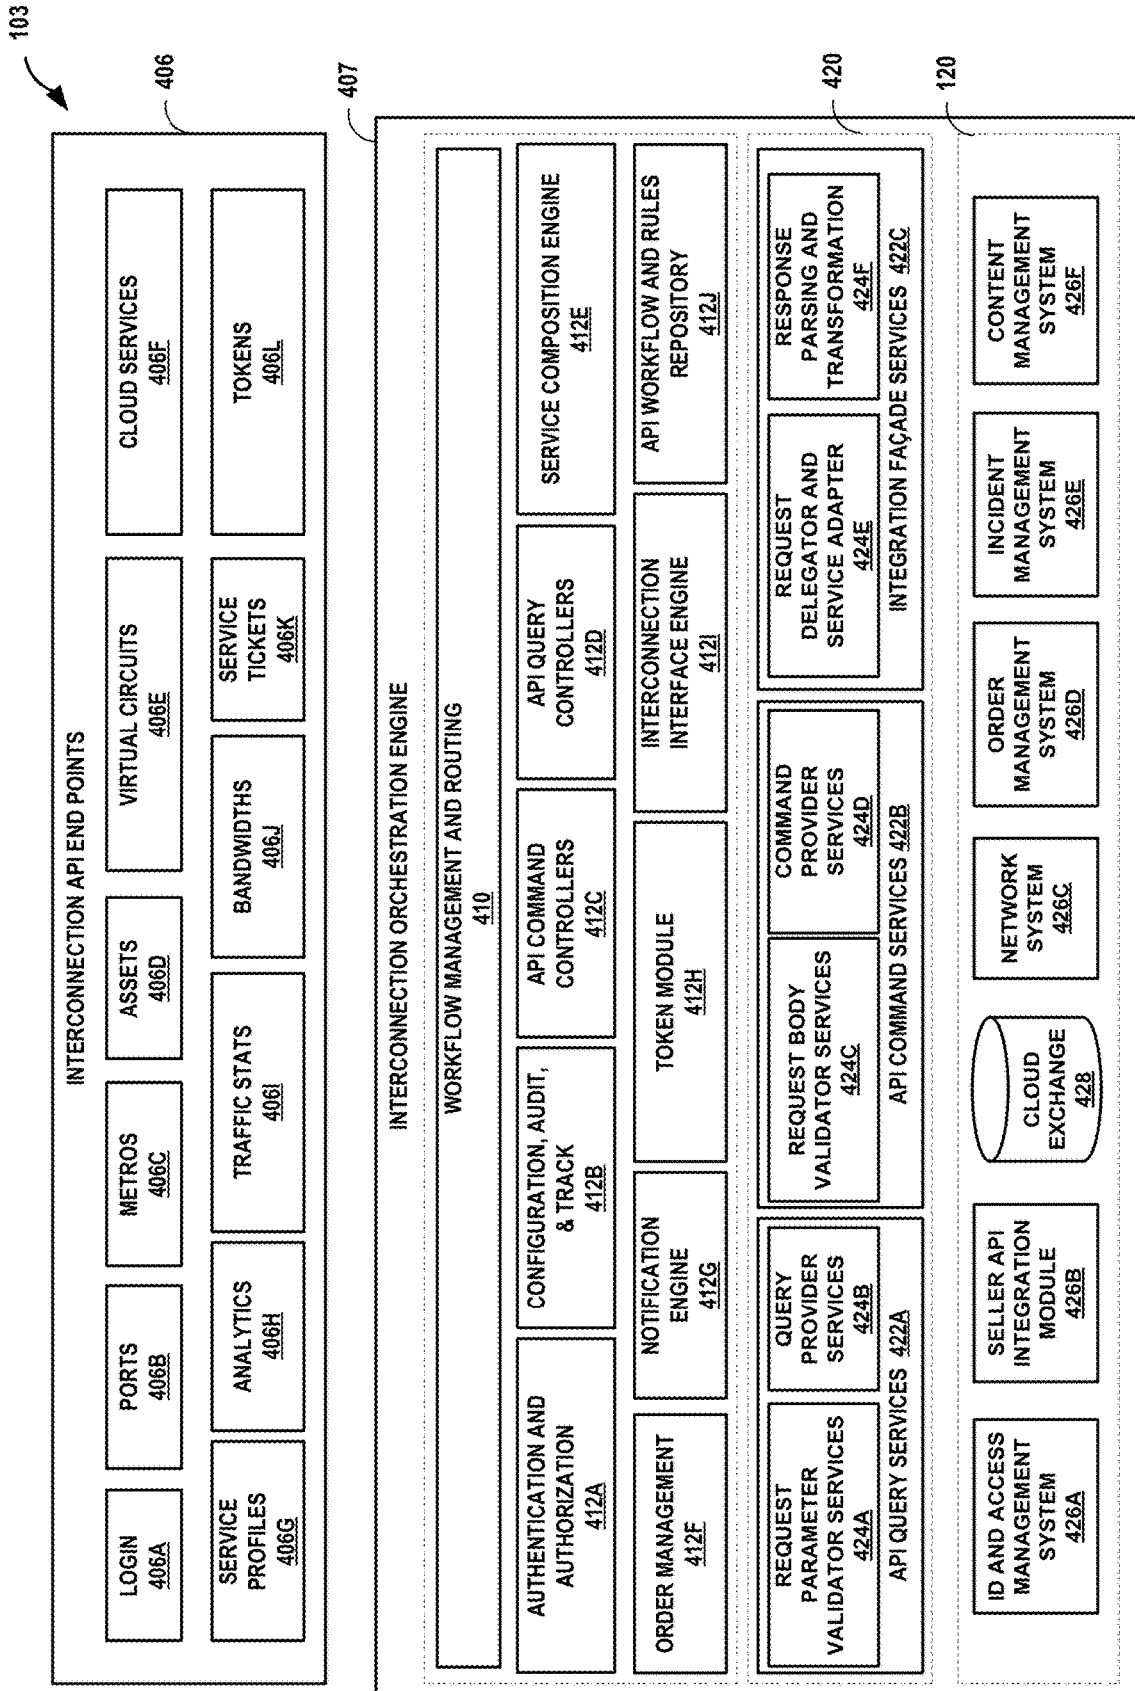 103
INTERCONNECTION API END POINTS
406
LOGIN
406A
PORTS
406B
METROS
406C
ASSETS
406D
VIRTUAL CIRCUITS
406E
CLOUD SERVICES
406F
SERVICE
PROFILES
406G
ANALYTICS
406H
TRAFFIC STATS
406I
BANDWIDTHS
406J
SERVICE
TICKETS
406K
TOKENS
406L
407
INTERCONNECTION ORCHESTRATION ENGINE
WORKFLOW MANAGEMENT AND ROUTING
410
AUTHENTICATION AND
AUTHORIZATION
412A
CONFIGURATION, AUDIT,
& TRACK
412B
API COMMAND
CONTROLLERS
412C
API QUERY
CONTROLLERS
412D
SERVICE COMPOSITION ENGINE
412E
ORDER MANAGEMENT
412F
NOTIFICATION
ENGINE
412G
TOKEN MODULE
412H
INTERCONNECTION
INTERFACE ENGINE
412I
API WORKFLOW AND RULES
REPOSITORY
412J
420
REQUEST
PARAMETER
VALIDATOR SERVICES
424A
QUERY
PROVIDER
SERVICES
424B
API QUERY SERVICES 422A
REQUEST BODY
VALIDATOR SERVICES
424C
COMMAND
PROVIDER
SERVICES
424D
API COMMAND SERVICES 422B
REQUEST
DELEGATOR AND
SERVICE ADAPTER
424E
RESPONSE
PARSING AND
TRANSFORMATION
424F
INTEGRATION FAÇADE SERVICES 422C
120
ID AND ACCESS
MANAGEMENT
SYSTEM
426A
SELLER API
INTEGRATION
MODULE
426B
CLOUD
EXCHANGE
428
NETWORK
SYSTEM
426C
ORDER
MANAGEMENT
SYSTEM
426D
INCIDENT
MANAGEMENT
SYSTEM
426E
CONTENT
MANAGEMENT
SYSTEM
426F